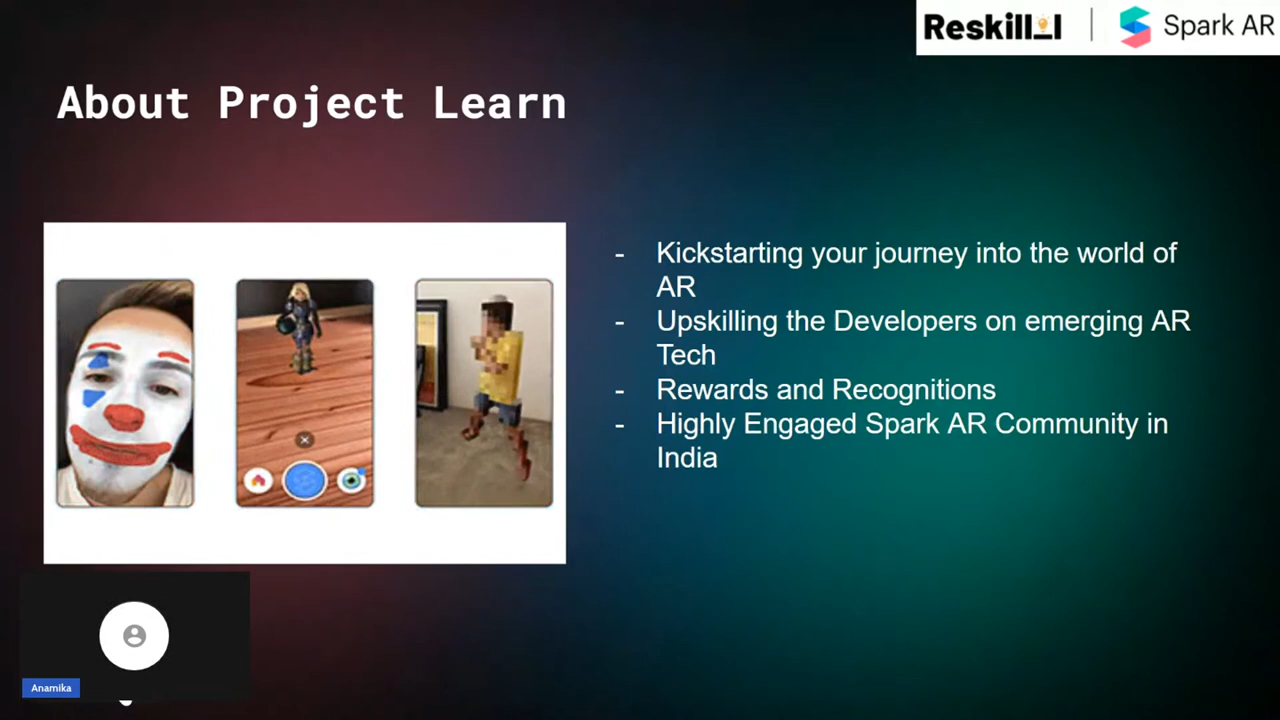 Reskill_I | Spark AR
About Project Learn
- Kickstarting your journey into the world of
AR
- Upskilling the Developers on emerging AR
Tech
- Rewards and Recognitions
- Highly Engaged Spark AR Community in
India
Anamika